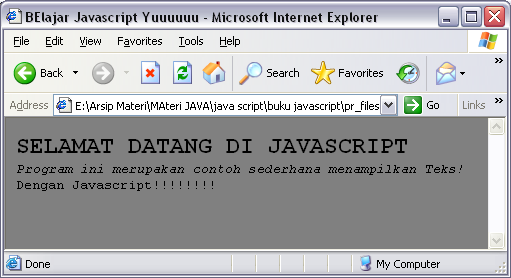 BElajar Javascript Yuuuuuu - Microsoft Internet Explorer
File Edit View Favorites Tools Help
Back Search Favorites
Address E:\Arsip Materi\MAteri JAVA\java script\buku javascript\pr_files Go Links
SELAMAT DATANG DI JAVASCRIPT
Program ini merupakan contoh sederhana menampilkan Teks!
Dengan Javascript!!!!!!!!
Done My Computer